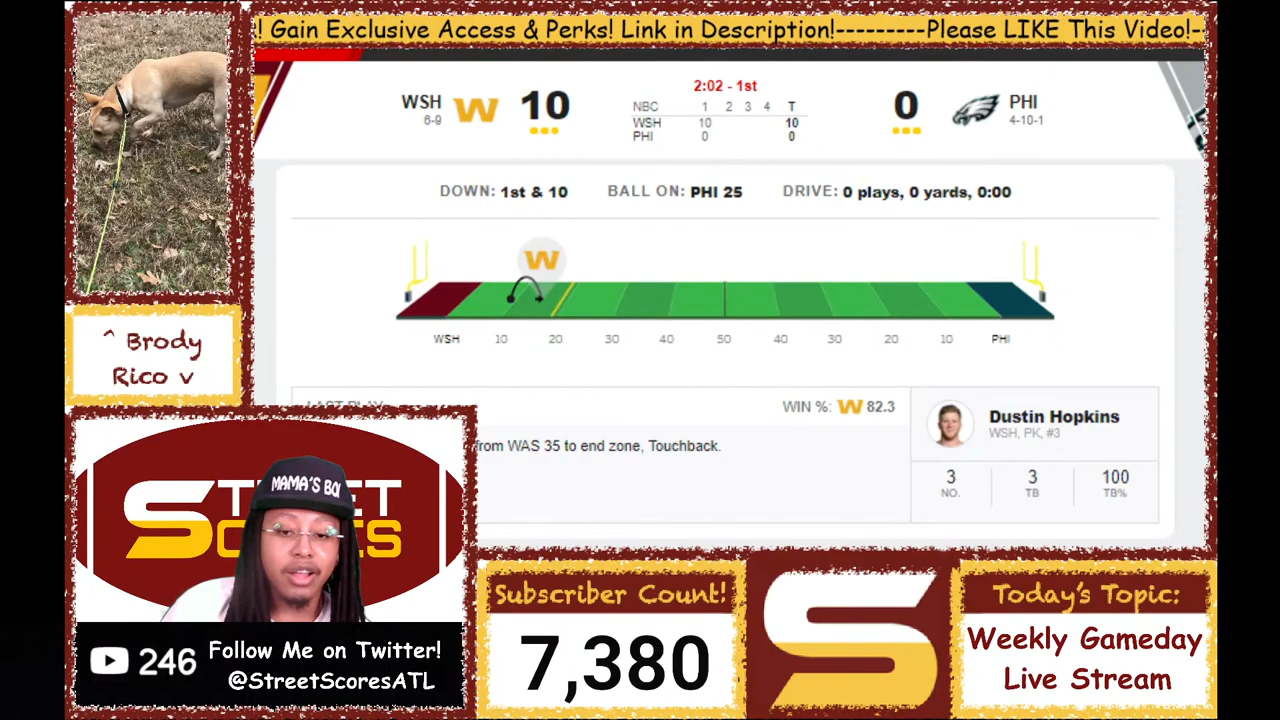 ! Gain Exclusive Access & Perks! Link in Description!---------Please LIKE This Video!--
WSH
6-9
W
10
2:02 - 1st
NBC 1 2 3 4 T
WSH 10 10
PHI 0 0
0
PHI
4-10-1
DOWN: 1st & 10 BALL ON: PHI 25 DRIVE: 0 plays, 0 yards, 0:00
W
WSH 10 20 30 40 50 40 30 20 10 PHI
^ Brody
Rico v
WIN %: W 82.3
from WAS 35 to end zone, Touchback.
Dustin Hopkins
WSH, PK, #3
3 3 100
NO. TB TB%
MAMA'S BOY
246
Follow Me on Twitter!
@StreetScoresATL
Subscriber Count!
7,380
S
Today's Topic:
Weekly Gameday
Live Stream